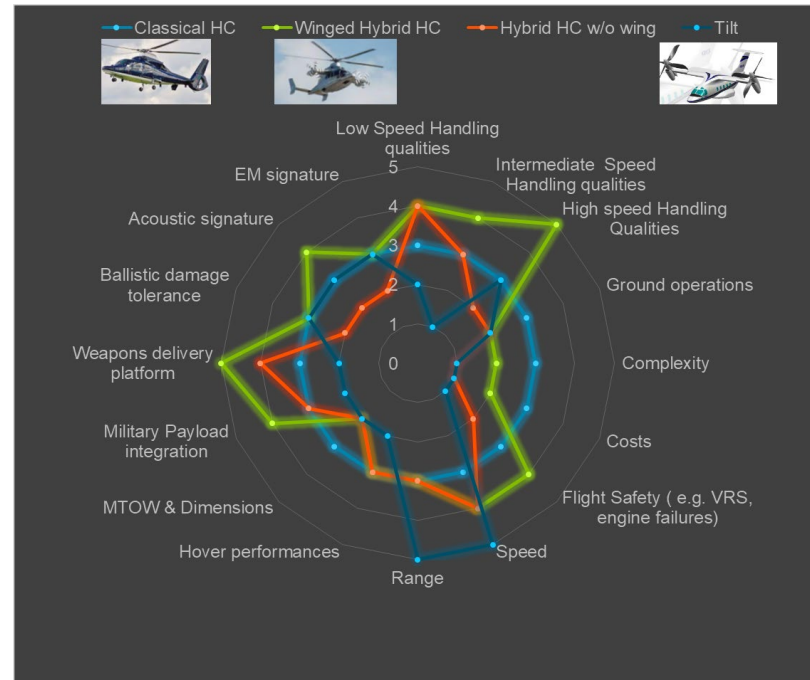 Classical HC
Winged Hybrid HC
Hybrid HC w/o wing
Tilt
Low Speed Handling
qualities
Intermediate Speed
Handling qualities
High speed Handling
Qualities
Ground operations
Complexity
Costs
Flight Safety ( e.g. VRS,
engine failures)
Speed
Range
Hover performances
MTOW & Dimensions
Military Payload
integration
Weapons delivery
platform
Ballistic damage
tolerance
Acoustic signature
EM signature
5
4
3
2
1
0